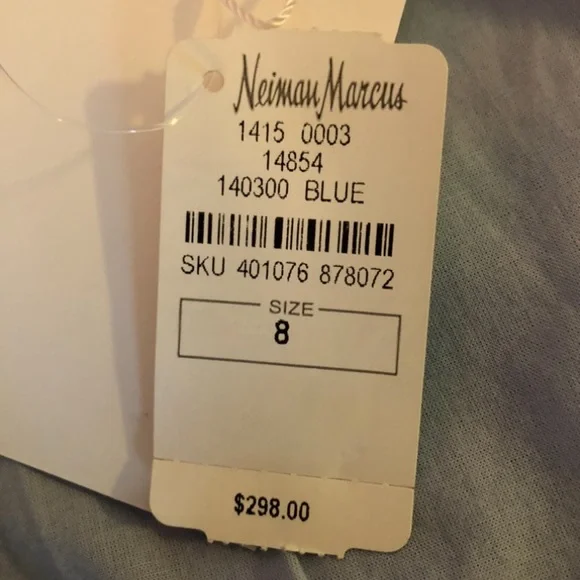 Neiman Marcus
1415 0003
14854
140300 BLUE
SKU 401076 878072
SIZE
8
$298.00